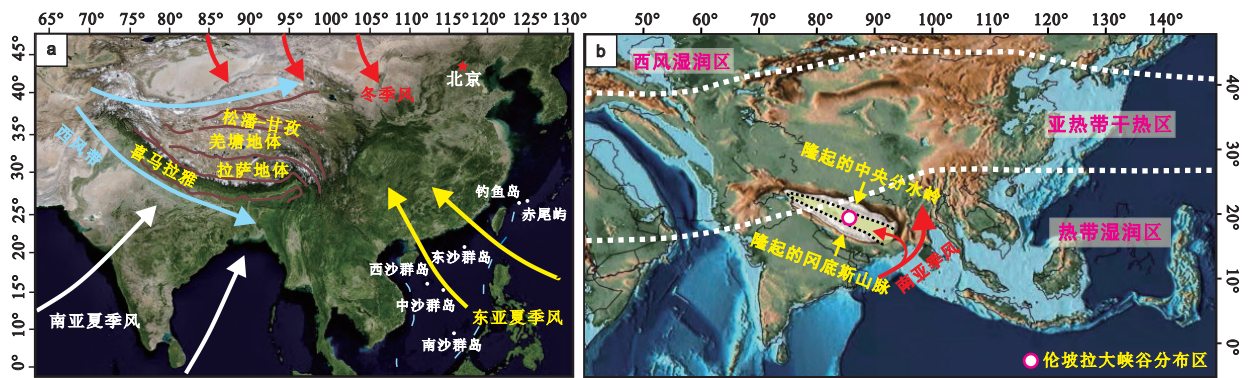 65° 70° 75° 80° 85° 90° 95° 100° 105° 110° 115° 120° 125° 130°
a
45°
40°
35°
30°
25°
20°
15°
10°
0°
北京
冬季风
松潘-甘孜
羌塘地体
拉萨地体
西风带
喜马拉雅
钓鱼岛
赤尾屿
东沙群岛
西沙群岛
中沙群岛
南沙群岛
南亚夏季风
东亚夏季风
50° 60° 70° 80° 90° 100° 110° 120° 130° 140°
b
40°
30°
20°
10°
0°
西风湿润区
亚热带干热区
隆起的中央分水岭
热带湿润区
隆起的冈底斯山脉
南亚季风
伦坡拉大峡谷分布区